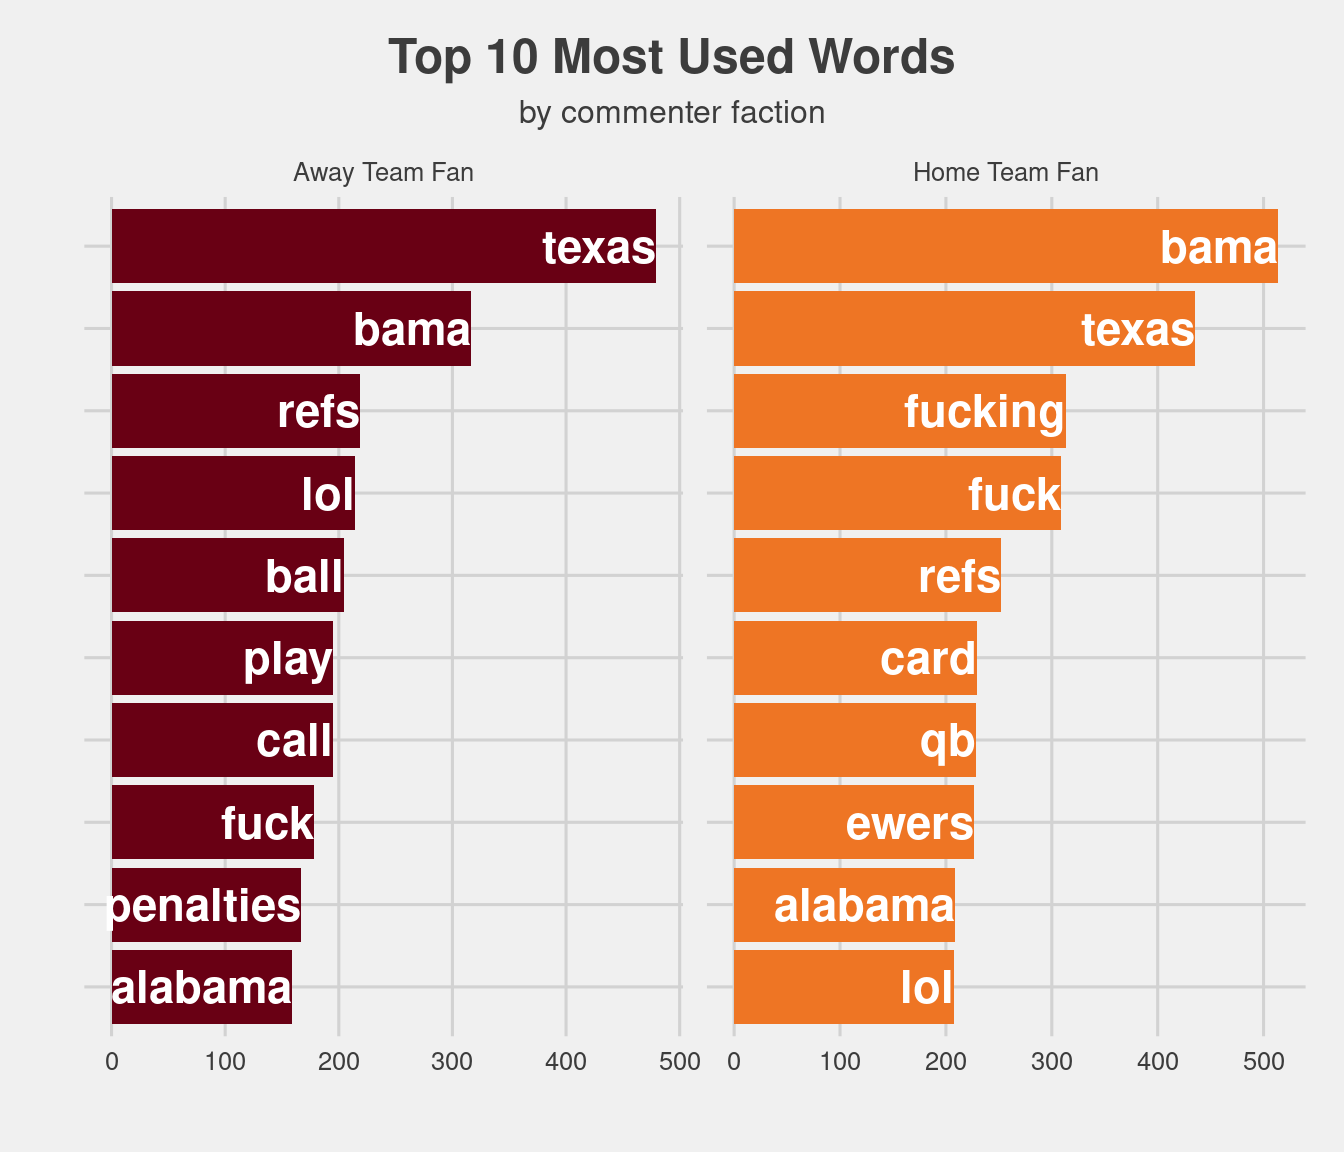 Top 10 Most Used Words
by commenter faction
Away Team Fan
texas
bama
refs
lol
ball
play
call
fuck
penalties
alabama
0 100 200 300 400 500
Home Team Fan
bama
texas
fucking
fuck
refs
card
qb
ewers
alabama
lol
0 100 200 300 400 500